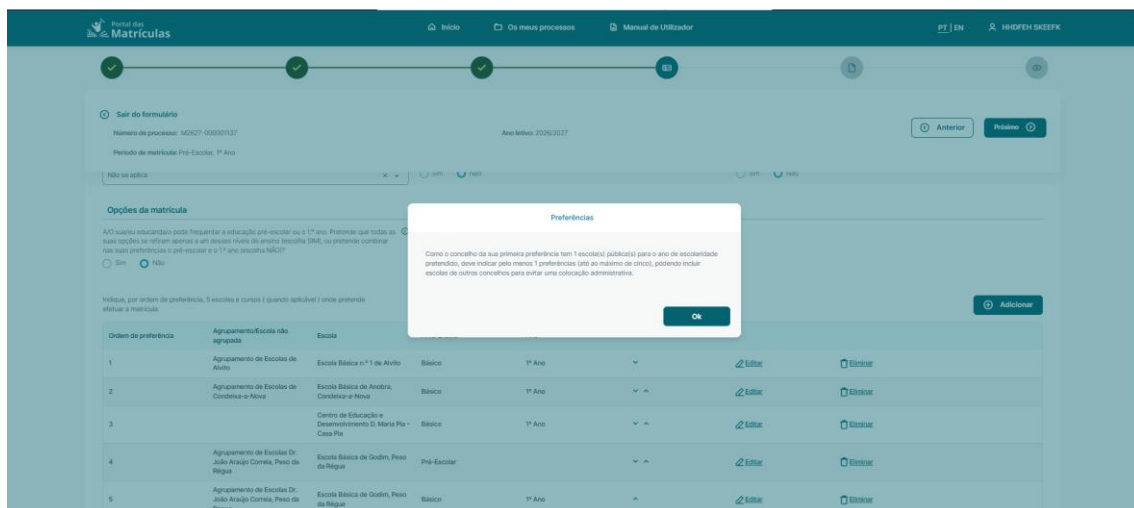 Portal das
Matrículas
Início
Os meus processos
Manual de Utilizador
PT | EN
HHDFEH SKEEFK
Sair do formulário
Número de processo: M2627-000001137
Ano letivo: 2026/2027
Anterior
Próximo
Período de matrícula: Pré-Escolar, 1º Ano
Não se aplica
Sim Não
Sim Não
Opções da matrícula
A/O sua/seu educanda/o pode frequentar a educação pré-escolar ou o 1.º ano. Pretende que todas as
suas opções se refiram apenas a um desses níveis de ensino (escolha SIM), ou pretende combinar
nas suas preferências o pré-escolar e o 1.º ano (escolha NÃO)?
Sim Não
Preferências
Como o concelho da sua primeira preferência tem 1 escola(s) pública(s) para o ano de escolaridade
pretendido, deve indicar pelo menos 1 preferências (até ao máximo de cinco), podendo incluir
escolas de outros concelhos para evitar uma colocação administrativa.
Ok
Indique, por ordem de preferência, 5 escolas e cursos ( quando aplicável ) onde pretende
efetuar a matrícula
Adicionar
Ordem de preferência
Agrupamento/Escola não
agrupada
Escola
1
Agrupamento de Escolas de
Alvito
Escola Básica n.º 1 de Alvito
Básico
1º Ano
Editar
Eliminar
2
Agrupamento de Escolas de
Condeixa-a-Nova
Escola Básica de Anobra,
Condeixa-a-Nova
Básico
1º Ano
Editar
Eliminar
3
Centro de Educação e
Desenvolvimento D. Maria Pia -
Casa Pia
Básico
1º Ano
Editar
Eliminar
4
Agrupamento de Escolas Dr.
João Araújo Correia, Peso da
Régua
Escola Básica de Godim, Peso
da Régua
Pré-Escolar
Editar
Eliminar
5
Agrupamento de Escolas Dr.
João Araújo Correia, Peso da
Escola Básica de Godim, Peso
da Régua
Básico
1º Ano
Editar
Eliminar